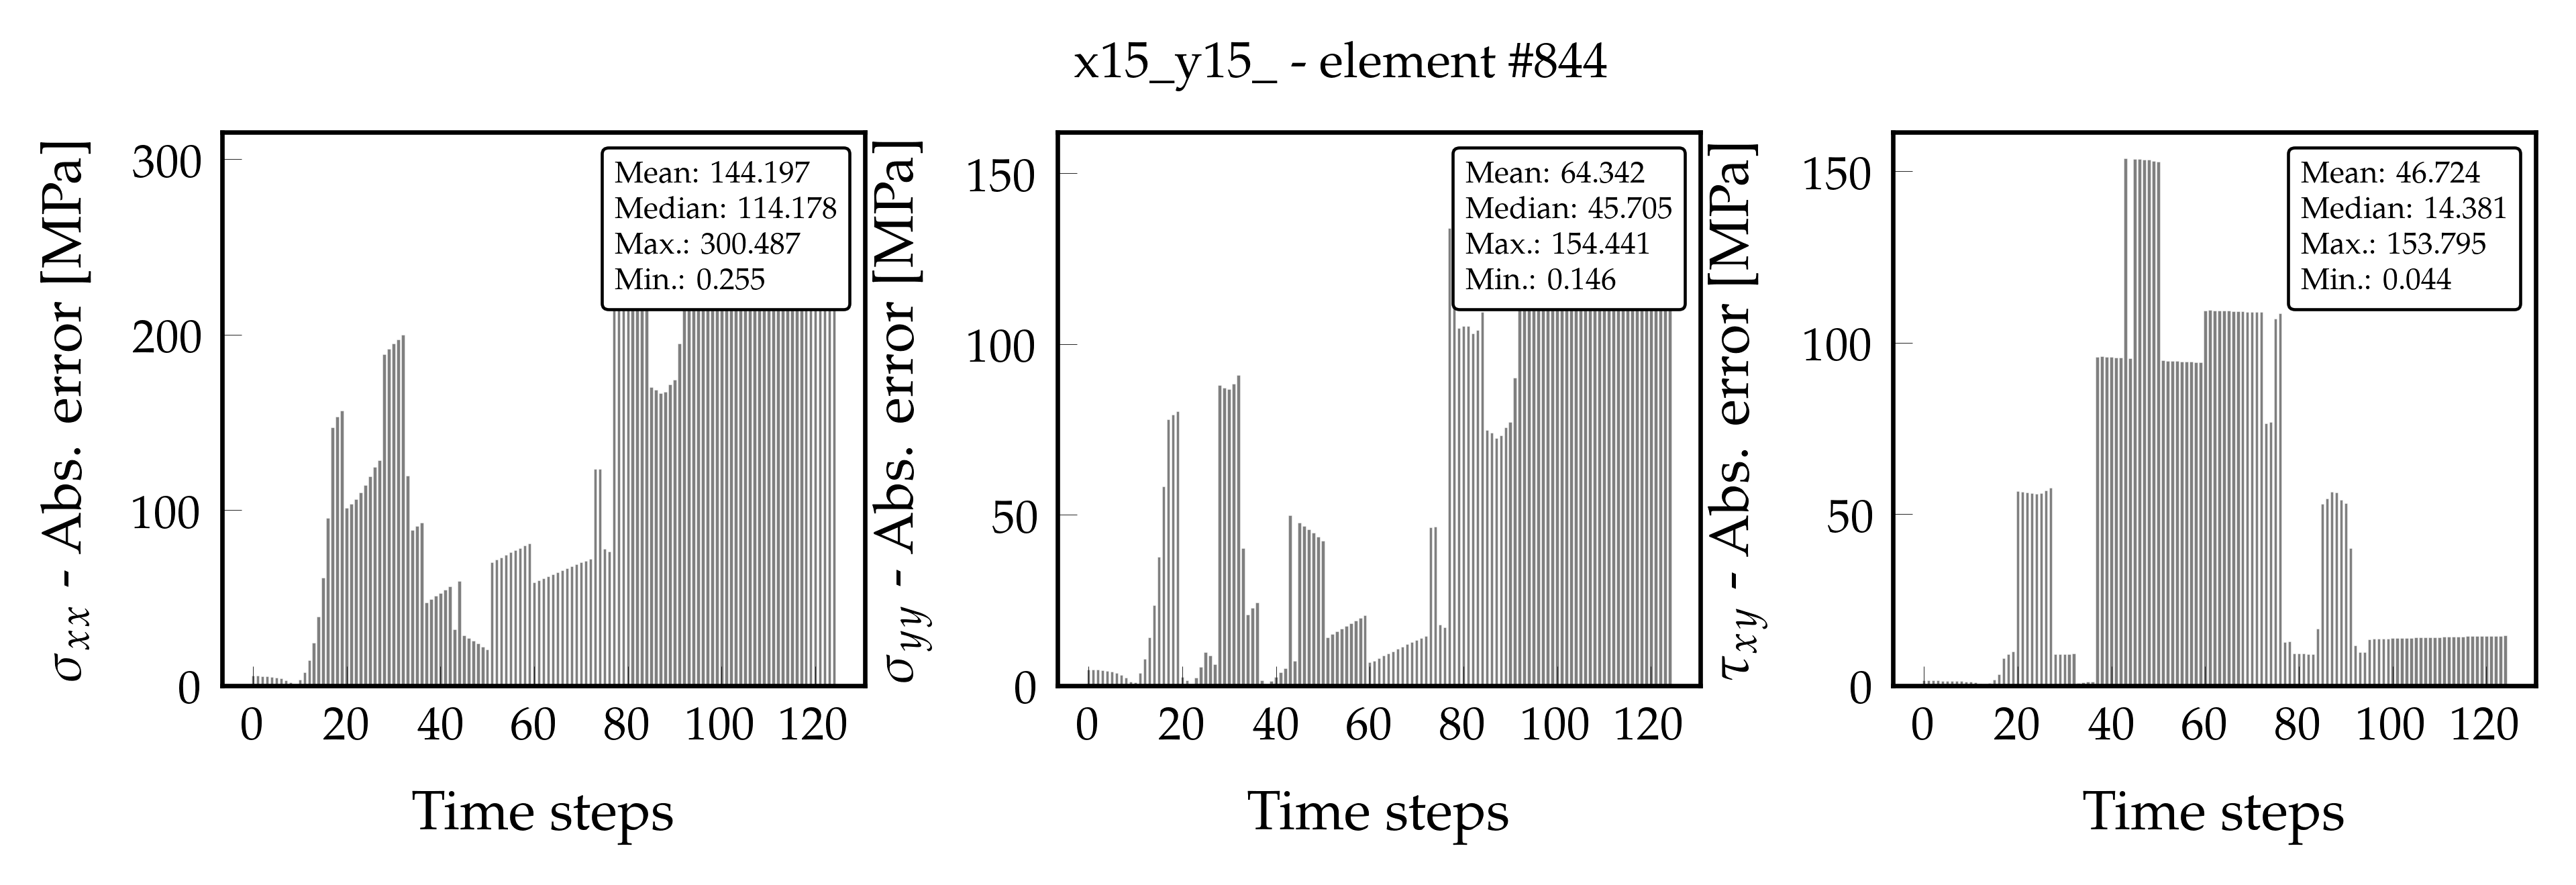 x15_y15_ - element #844
σxx - Abs. error [MPa]
300
200
100
0
Mean: 144.197
Median: 114.178
Max.: 300.487
Min.: 0.255
0 20 40 60 80 100 120
Time steps
σyy - Abs. error [MPa]
150
100
50
0
Mean: 64.342
Median: 45.705
Max.: 154.441
Min.: 0.146
0 20 40 60 80 100 120
Time steps
τxy - Abs. error [MPa]
150
100
50
0
Mean: 46.724
Median: 14.381
Max.: 153.795
Min.: 0.044
0 20 40 60 80 100 120
Time steps